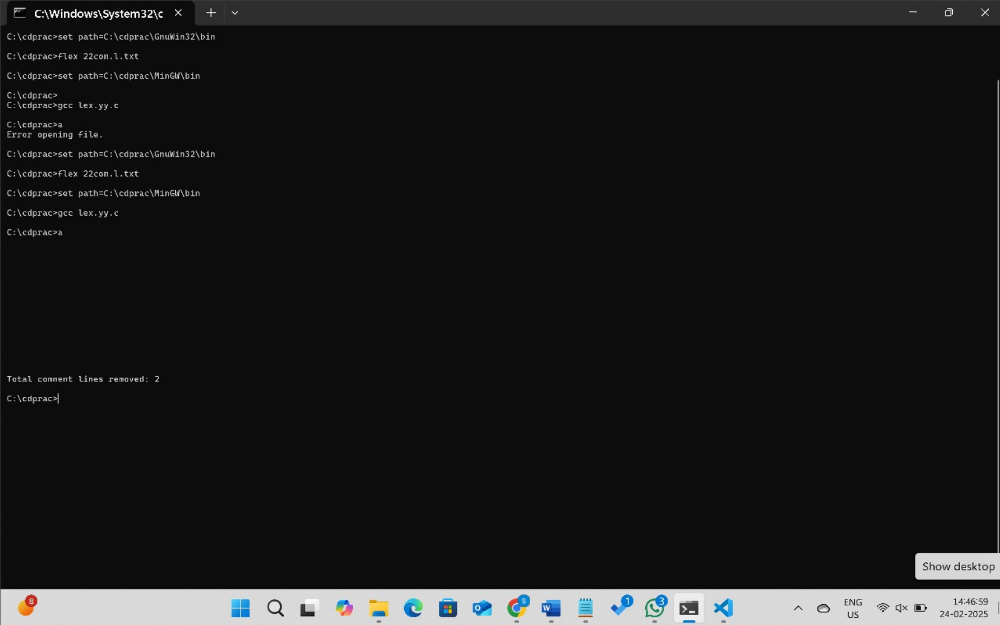 C:\Windows\System32\c
C:\cdprac>set path=C:\cdprac\GnuWin32\bin
C:\cdprac>flex 22com.l.txt
C:\cdprac>set path=C:\cdprac\MinGW\bin
C:\cdprac>
C:\cdprac>gcc lex.yy.c
C:\cdprac>a
Error opening file.
C:\cdprac>set path=C:\cdprac\GnuWin32\bin
C:\cdprac>flex 22com.l.txt
C:\cdprac>set path=C:\cdprac\MinGW\bin
C:\cdprac>gcc lex.yy.c
C:\cdprac>a
Total comment lines removed: 2
C:\cdprac>
Show desktop
8
S
W
1
3
ENG
US
14:46:59
24-02-2025